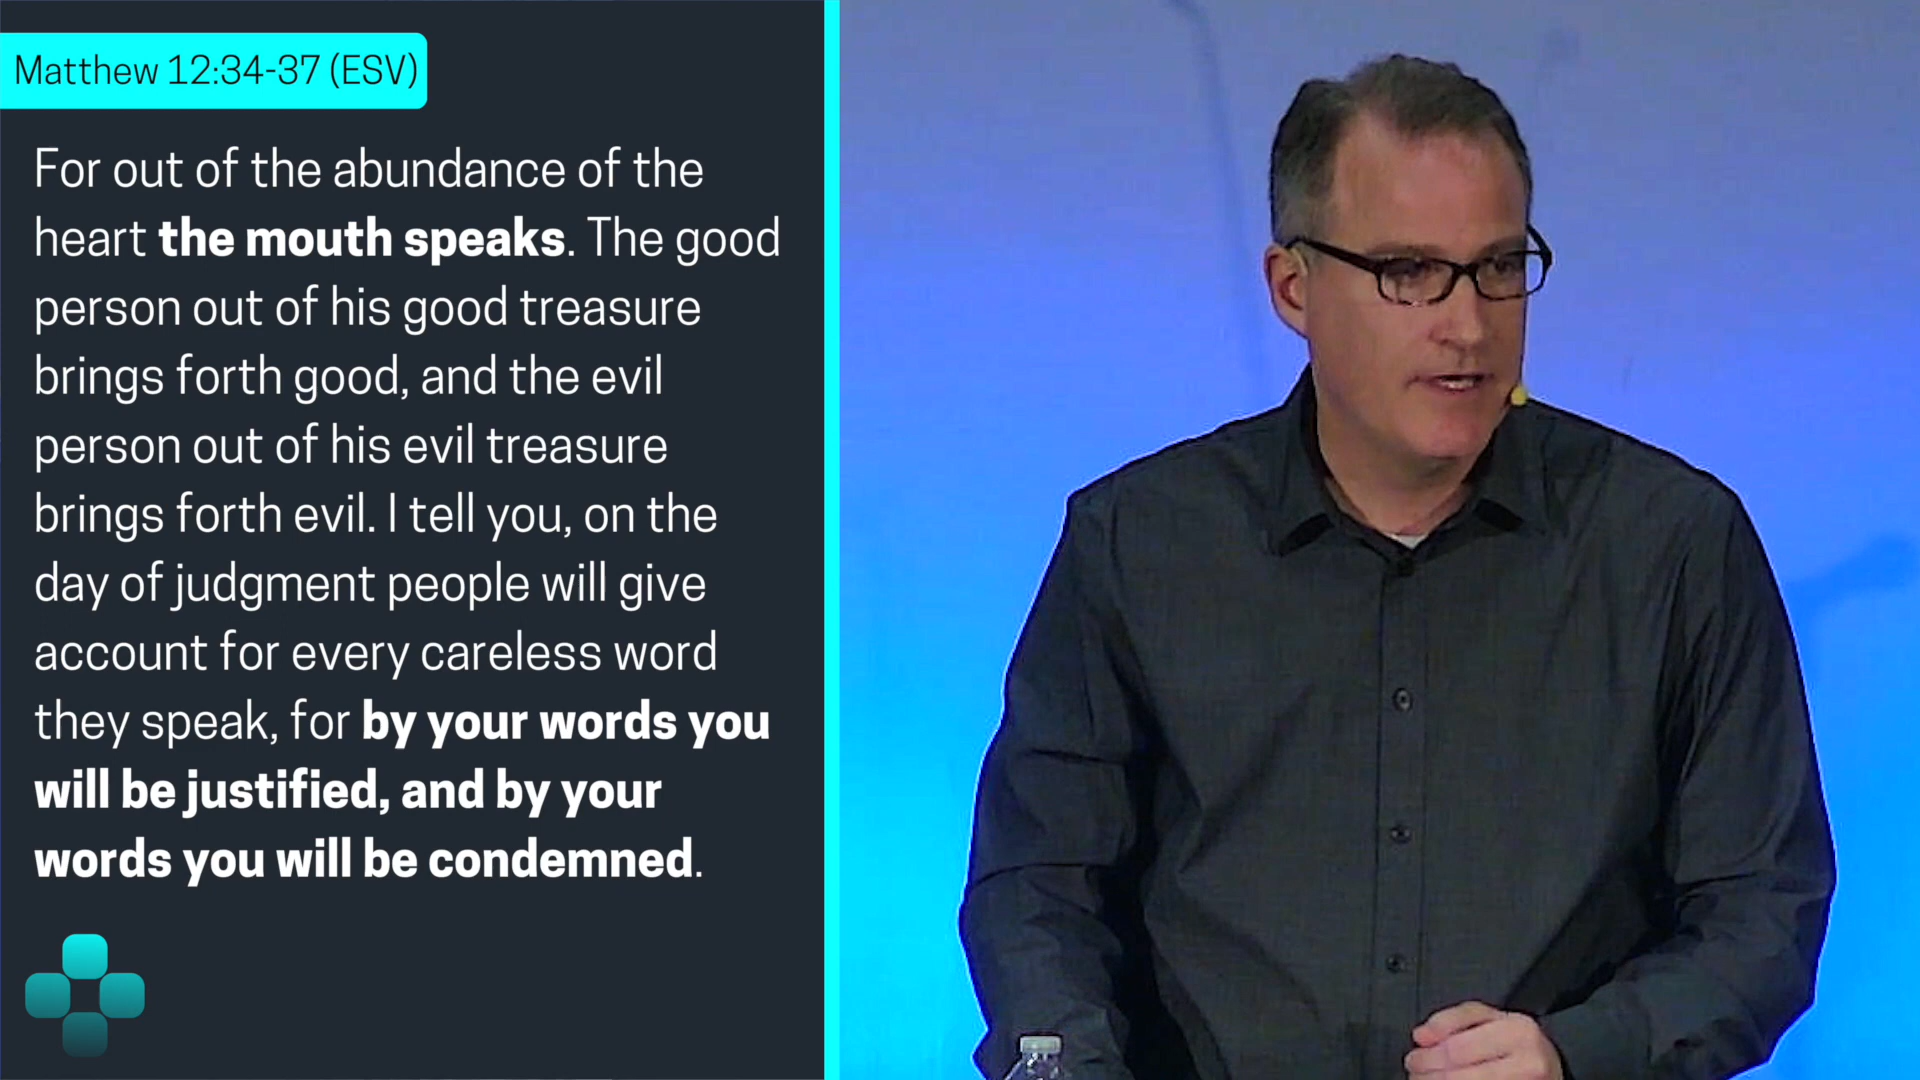 Matthew 12:34-37 (ESV)
For out of the abundance of the
heart the mouth speaks. The good
person out of his good treasure
brings forth good, and the evil
person out of his evil treasure
brings forth evil. I tell you, on the
day of judgment people will give
account for every careless word
they speak, for by your words you
will be justified, and by your
words you will be condemned.